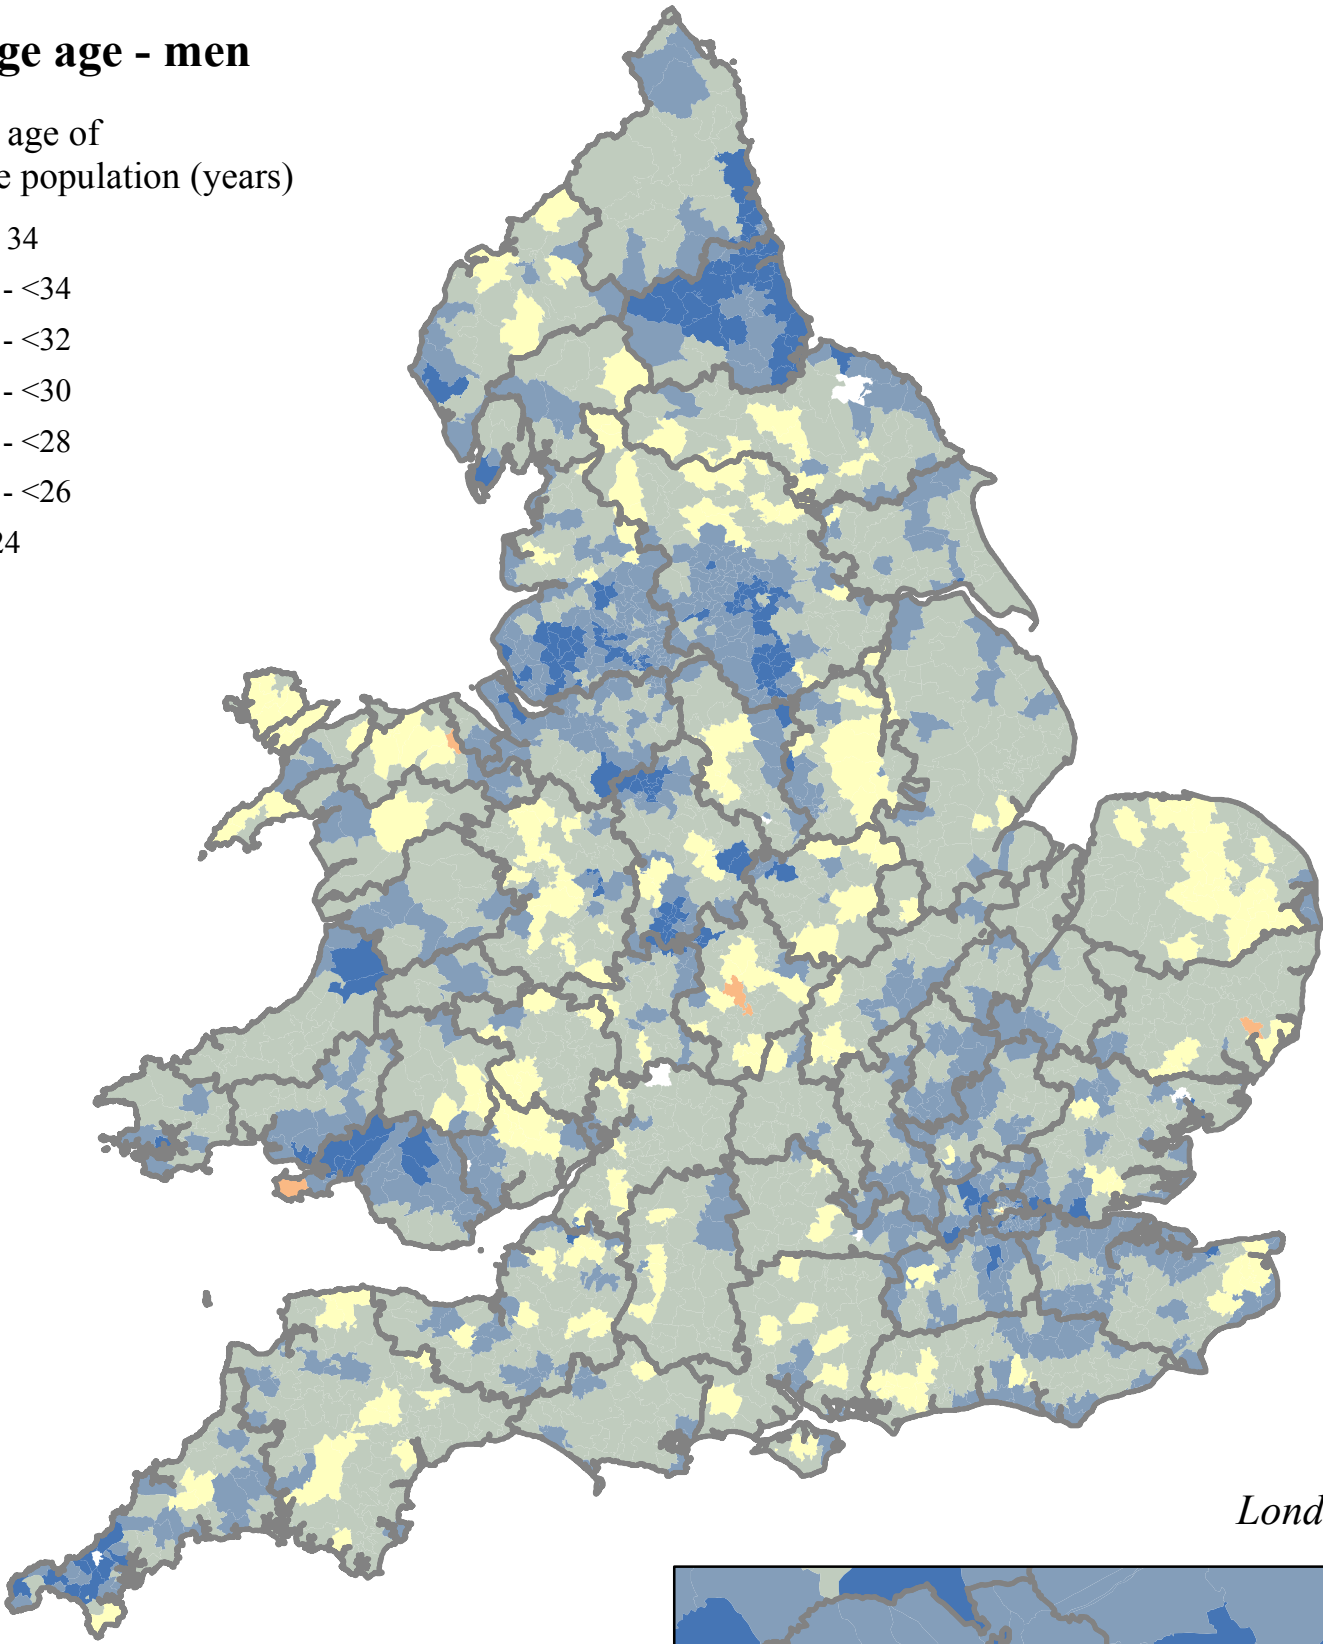 ge age - men
age of
e population (years)
34
- <34
- <32
- <30
- <28
- <26
24
Lond